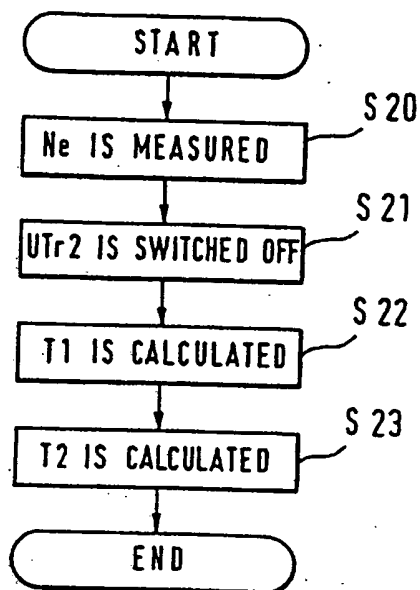 START
S20
Ne IS MEASURED
S21
UTr2 IS SWITCHED OFF
S22
T1 IS CALCULATED
S23
T2 IS CALCULATED
END